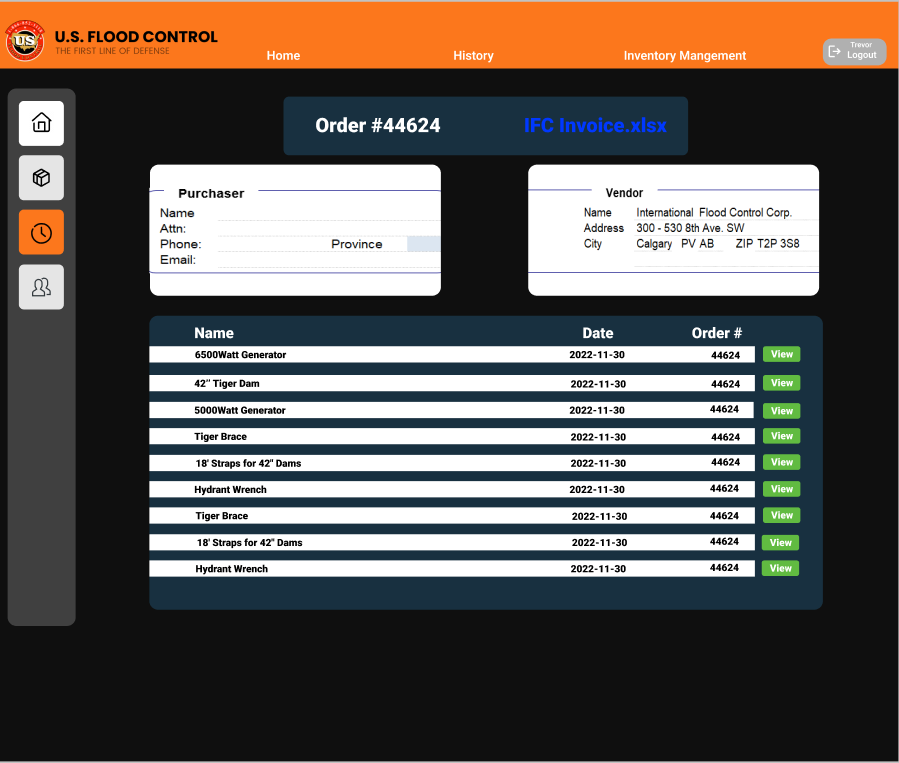 U.S. FLOOD CONTROL
THE FIRST LINE OF DEFENSE
US
Home History Inventory Mangement
Trevor
Logout
Order #44624 IFC Invoice.xlsx
Purchaser
Name
Attn:
Phone: Province
Email:
Vendor
Name International Flood Control Corp.
Address 300 - 530 8th Ave. SW
City Calgary PV AB ZIP T2P 3S8
Name Date Order #
6500Watt Generator 2022-11-30 44624 View
42’’ Tiger Dam 2022-11-30 44624 View
5000Watt Generator 2022-11-30 44624 View
Tiger Brace 2022-11-30 44624 View
18' Straps for 42" Dams 2022-11-30 44624 View
Hydrant Wrench 2022-11-30 44624 View
Tiger Brace 2022-11-30 44624 View
18' Straps for 42" Dams 2022-11-30 44624 View
Hydrant Wrench 2022-11-30 44624 View